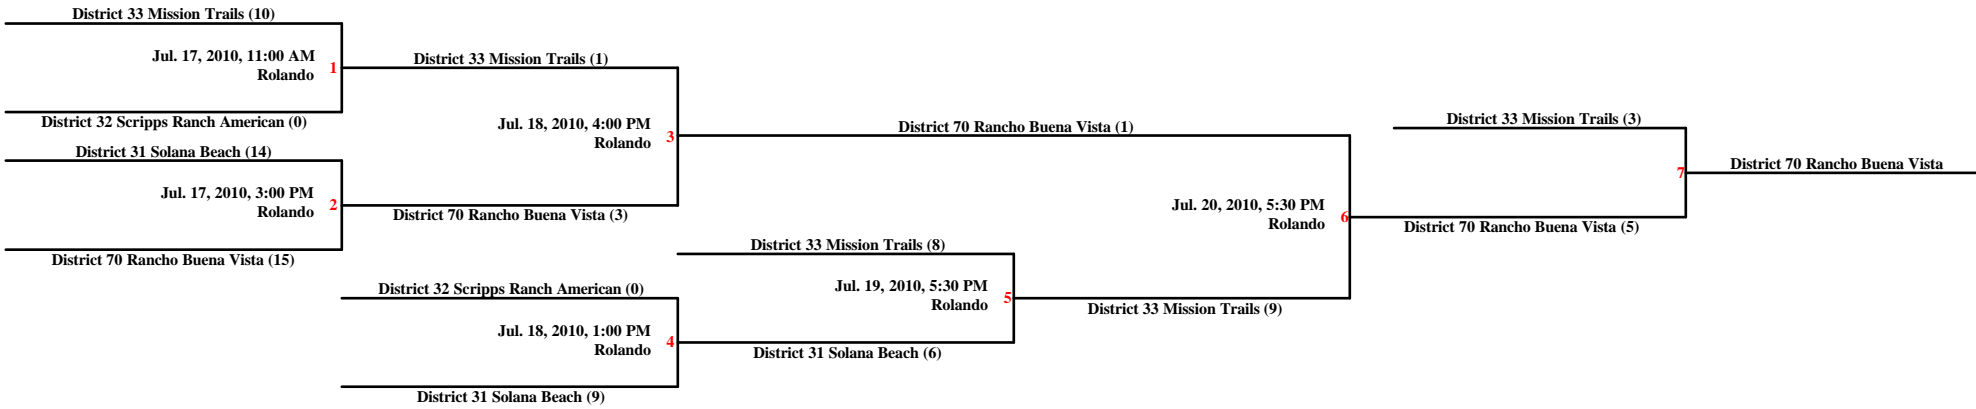 District 33 Mission Trails (10)
Jul. 17, 2010, 11:00 AM
Rolando
1
District 32 Scripps Ranch American (0)
District 31 Solana Beach (14)
Jul. 17, 2010, 3:00 PM
Rolando
2
District 70 Rancho Buena Vista (15)
District 33 Mission Trails (1)
Jul. 18, 2010, 4:00 PM
Rolando
3
District 70 Rancho Buena Vista (3)
District 32 Scripps Ranch American (0)
Jul. 18, 2010, 1:00 PM
Rolando
4
District 31 Solana Beach (9)
District 33 Mission Trails (8)
Jul. 19, 2010, 5:30 PM
Rolando
5
District 31 Solana Beach (6)
District 70 Rancho Buena Vista (1)
Jul. 20, 2010, 5:30 PM
Rolando
6
District 33 Mission Trails (9)
District 33 Mission Trails (3)
7
District 70 Rancho Buena Vista (5)
District 70 Rancho Buena Vista